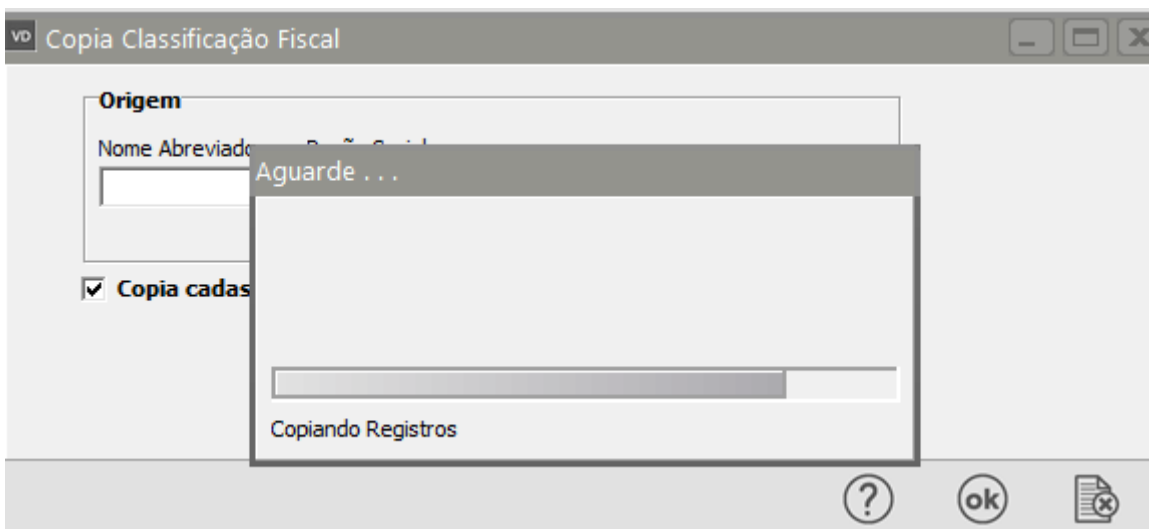 VD Copia Classificação Fiscal
Origem
Nome Abreviado
Aguarde . . .
Copia cadas
Copiando Registros
? ok